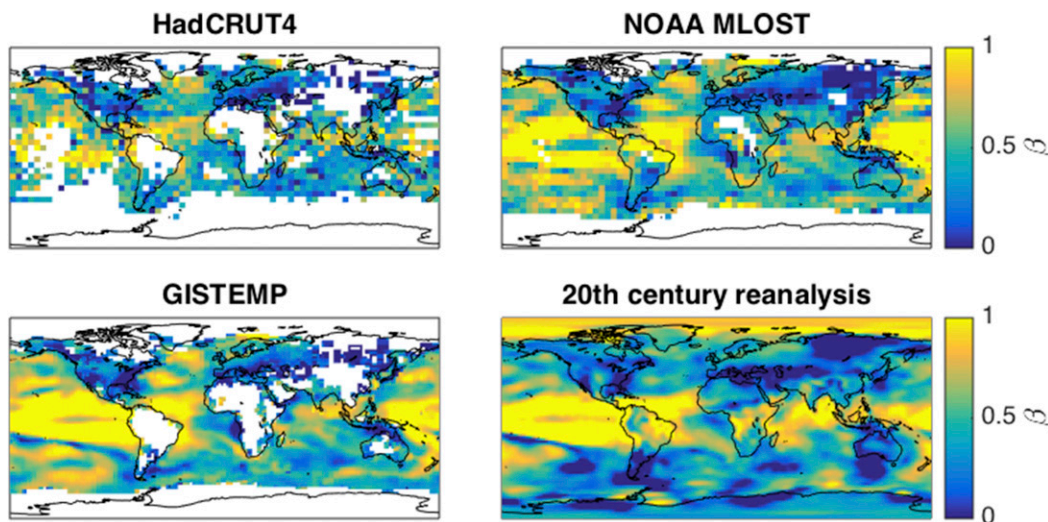 HadCRUT4
NOAA MLOST
1
0.5
β
0
GISTEMP
20th century reanalysis
1
0.5
β
0